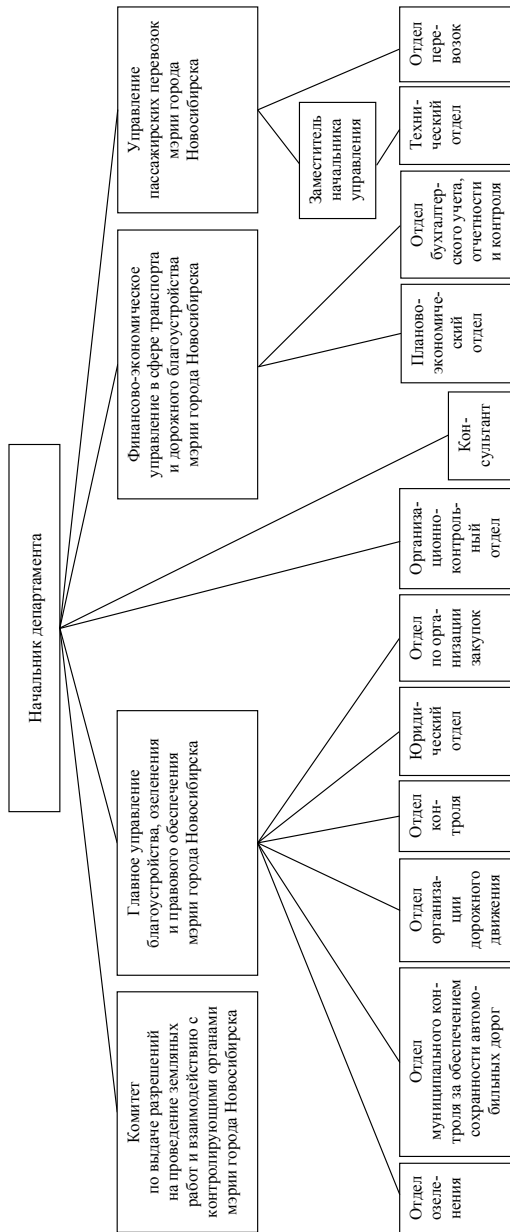 Начальник департамента
Комитет
по выдаче разрешений
на проведение земляных
работ и взаимодействию с
контролирующими органами
мэрии города Новосибирска
Главное управление
благоустройства, озеленения
и правового обеспечения
мэрии города Новосибирска
Финансово-экономическое
управление в сфере транспорта
и дорожного благоустройства
мэрии города Новосибирска
Управление
пассажирских перевозок
мэрии города
Новосибирска
Заместитель
начальника
управления
Отдел
озеле-
нения
Отдел
муниципального кон-
троля за обеспечением
сохранности автомо-
бильных дорог
Отдел
организа-
ции
дорожного
движения
Отдел
кон-
троля
Юриди-
ческий
отдел
Отдел
по орга-
низации
закупок
Организа-
ционно-
контроль-
ный
отдел
Кон-
сультант
Планово-
экономиче-
ский
отдел
Отдел
бухгалтер-
ского учета,
отчетности
и контроля
Техни-
ческий
отдел
Отдел
пере-
возок